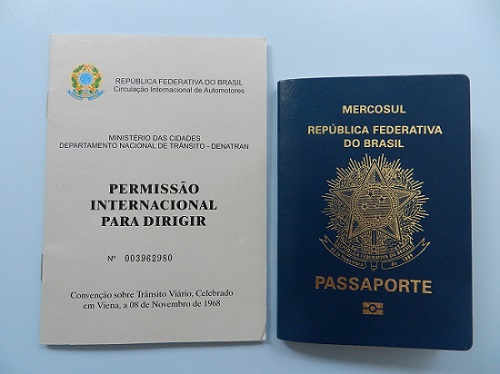 REPÚBLICA FEDERATIVA DO BRASIL
Circulação Internacional de Automotores
MINISTÉRIO DAS CIDADES
DEPARTAMENTO NACIONAL DE TRÂNSITO - DENATRAN
PERMISSÃO
INTERNACIONAL
PARA DIRIGIR
Nº 003962980
Convenção sobre Trânsito Viário, Celebrado
em Viena, a 08 de Novembro de 1968
MERCOSUL
REPÚBLICA FEDERATIVA
DO BRASIL
PASSAPORTE